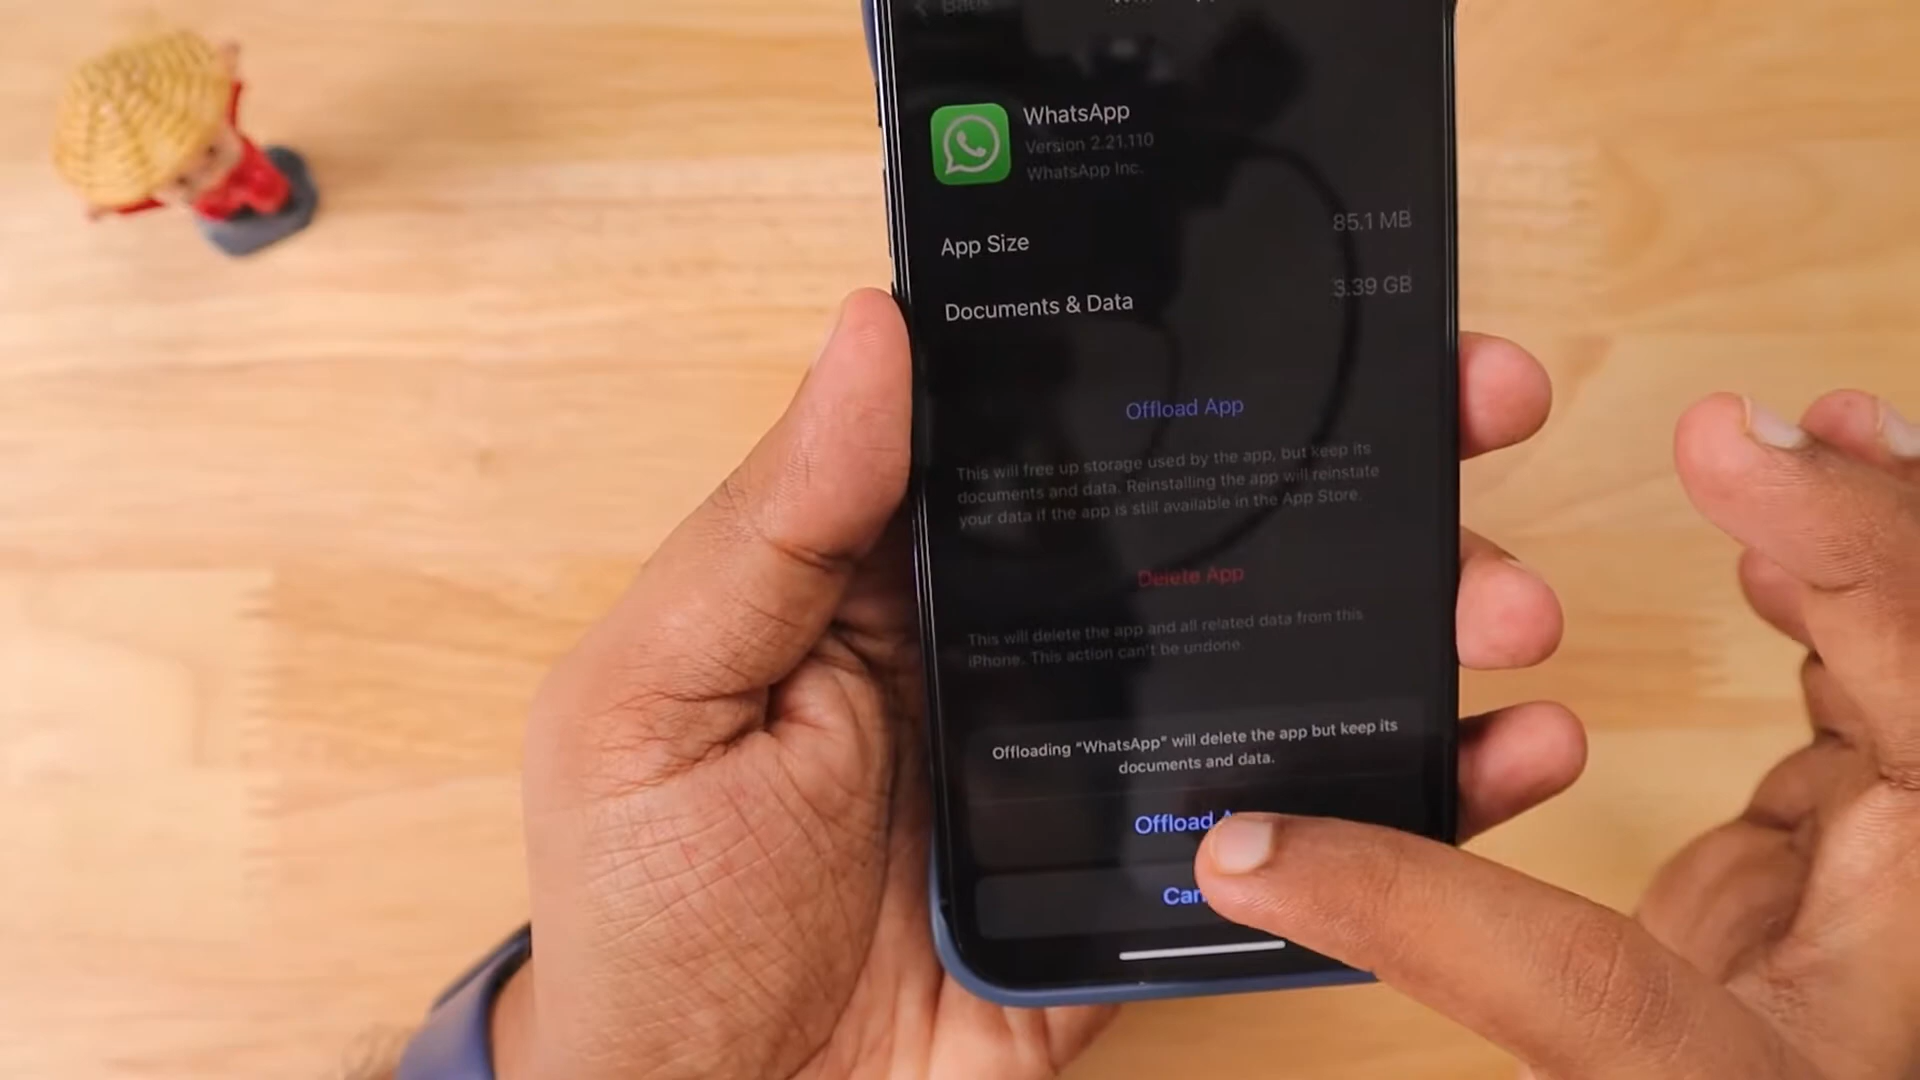 Back
WhatsApp
Version 2.21.110
WhatsApp Inc.
App Size
85.1 MB
Documents & Data
3.39 GB
Offload App
This will free up storage used by the app, but keep its
documents and data. Reinstalling the app will reinstate
your data if the app is still available in the App Store.
Delete App
This will delete the app and all related data from this
iPhone. This action can't be undone.
Offloading "WhatsApp" will delete the app but keep its
documents and data.
Offload
Can